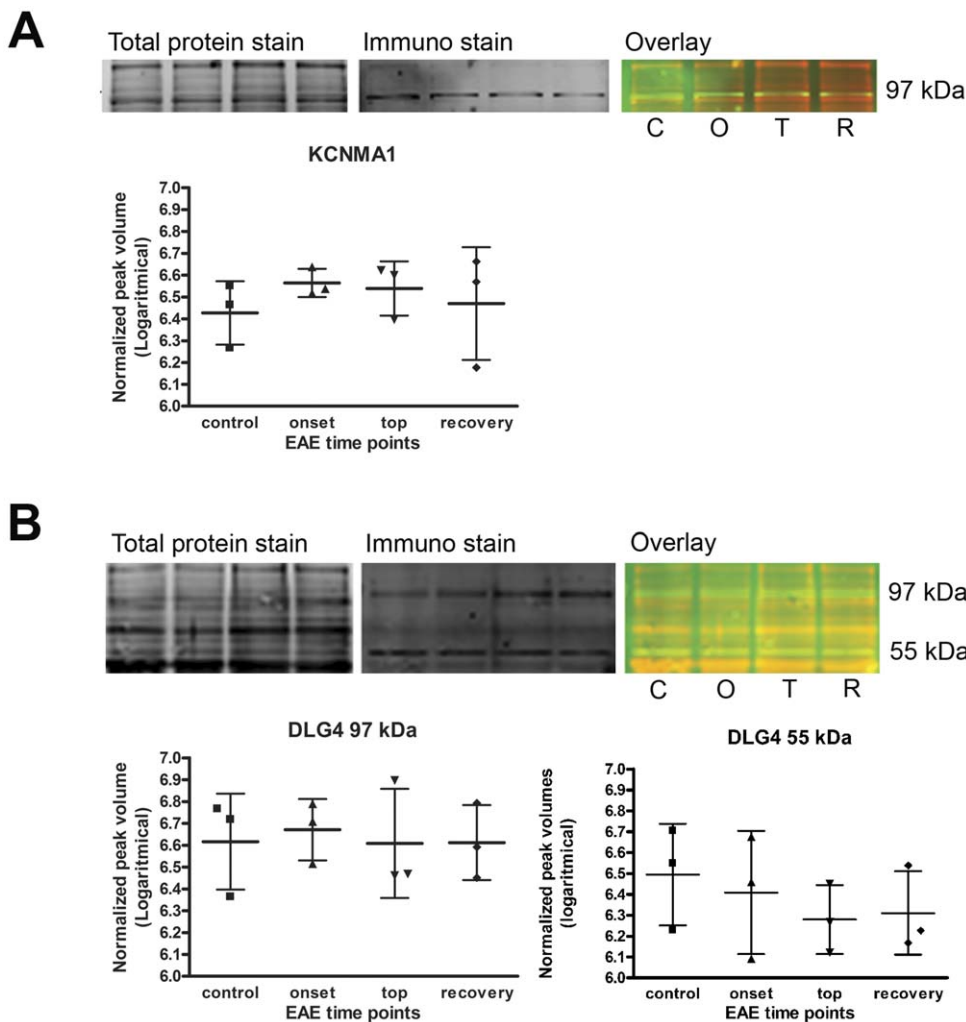 A
Total protein stain Immuno stain Overlay
97 kDa
C O T R
KCNMA1
Normalized peak volume
(Logaritmical)
7.0
6.9
6.8
6.7
6.6
6.5
6.4
6.3
6.2
6.1
6.0
control onset top recovery
EAE time points
B
Total protein stain Immuno stain Overlay
97 kDa
55 kDa
C O T R
DLG4 97 kDa
Normalized peak volume
(Logaritmical)
7.0
6.9
6.8
6.7
6.6
6.5
6.4
6.3
6.2
6.1
6.0
control onset top recovery
EAE time points
DLG4 55 kDa
Normalized peak volumes
(logaritmical)
7.0
6.9
6.8
6.7
6.6
6.5
6.4
6.3
6.2
6.1
6.0
control onset top recovery
EAE time points